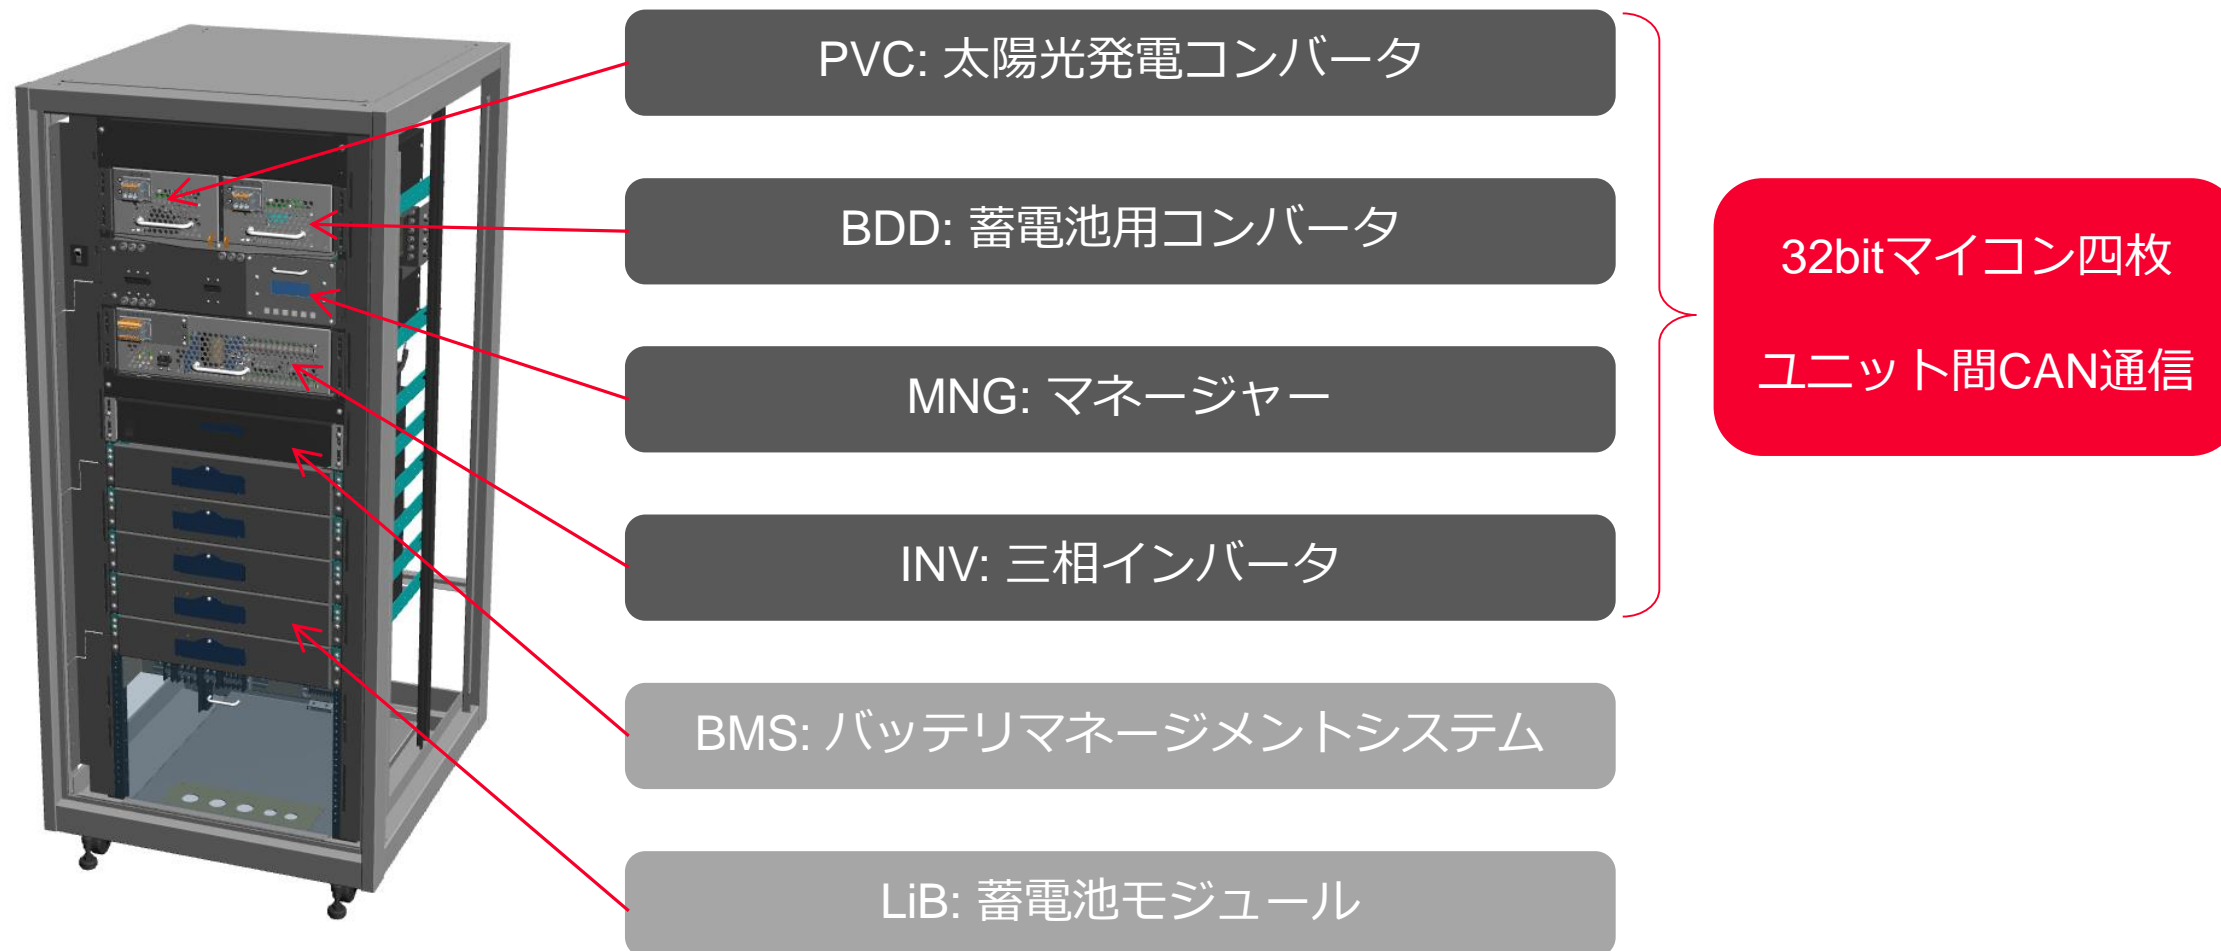 PVC: 太陽光発電コンバータ
BDD: 蓄電池用コンバータ
MNG: マネージャー
INV: 三相インバータ
BMS: バッテリマネージメントシステム
LiB: 蓄電池モジュール
32bitマイコン四枚
ユニット間CAN通信